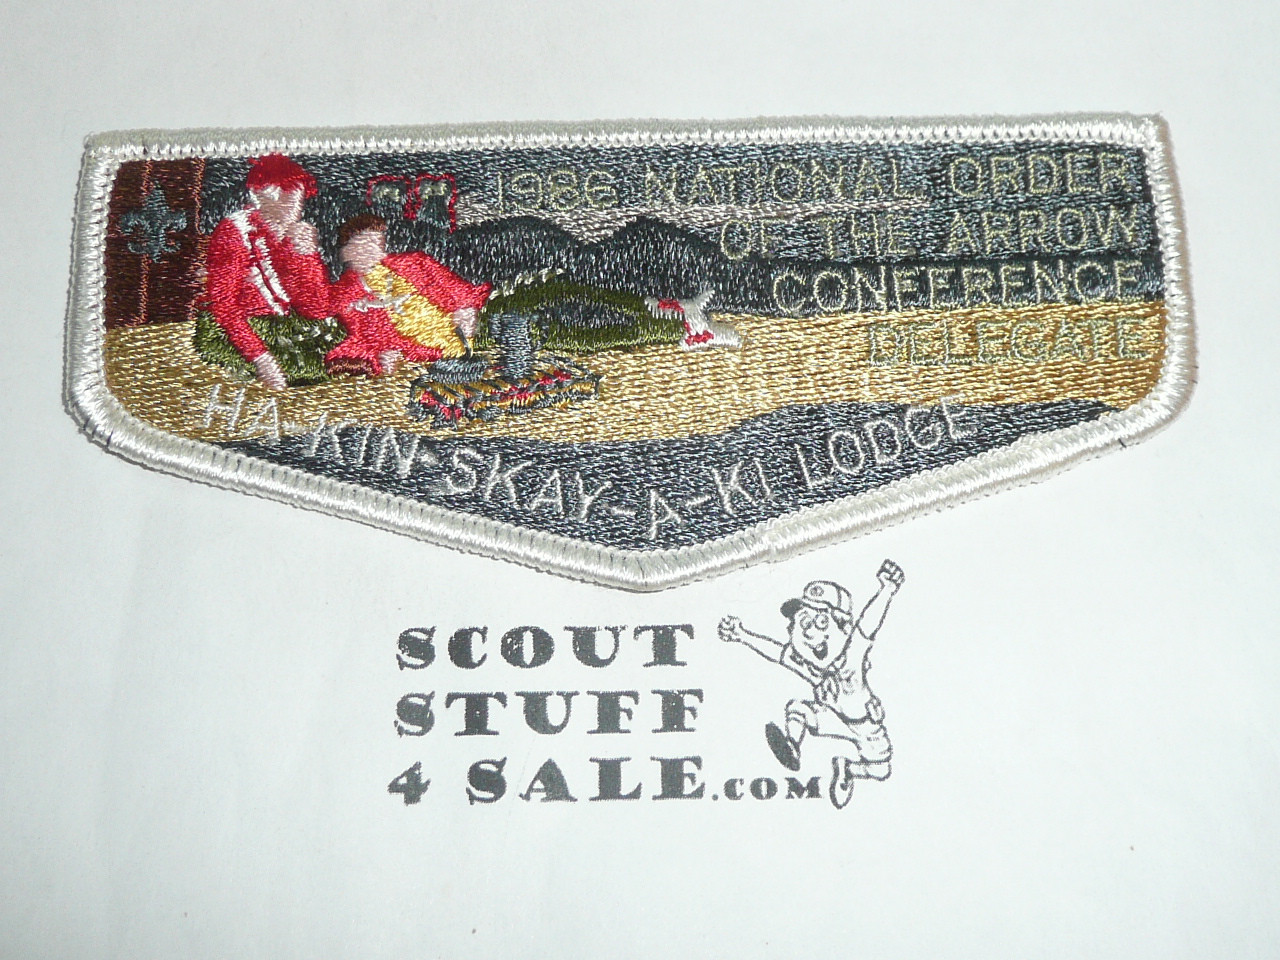 1986 NATIONAL ORDER
OF THE ARROW
CONFERENCE
DELEGATE
HA-KIN-SKAY-A-KI LODGE
SCOUT
STUFF
4 SALE.COM